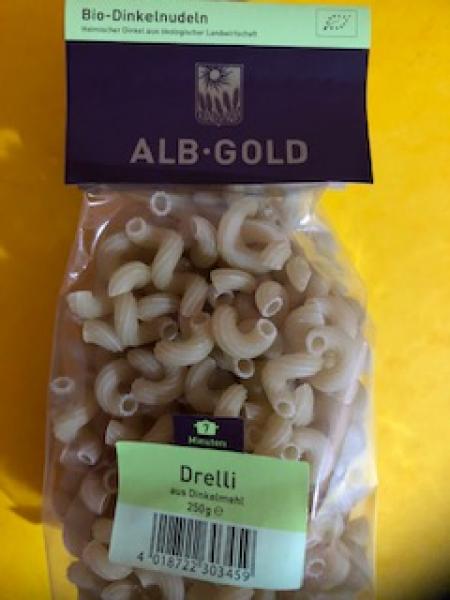 Bio-Dinkelnudeln
Heimischer Dinkel aus ökologischer Landwirtschaft
ALB·GOLD
7
Minuten
Drelli
aus Dinkelmehl
250g ℮
4 018722 303459